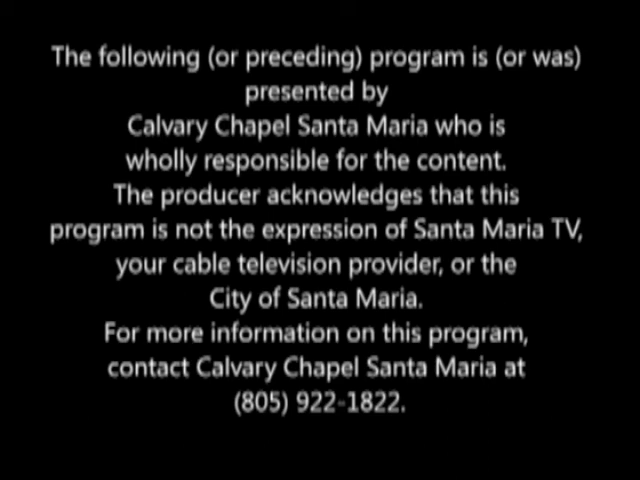 The following (or preceding) program is (or was)
presented by
Calvary Chapel Santa Maria who is
wholly responsible for the content.
The producer acknowledges that this
program is not the expression of Santa Maria TV,
your cable television provider, or the
City of Santa Maria.
For more information on this program,
contact Calvary Chapel Santa Maria at
(805) 922-1822.